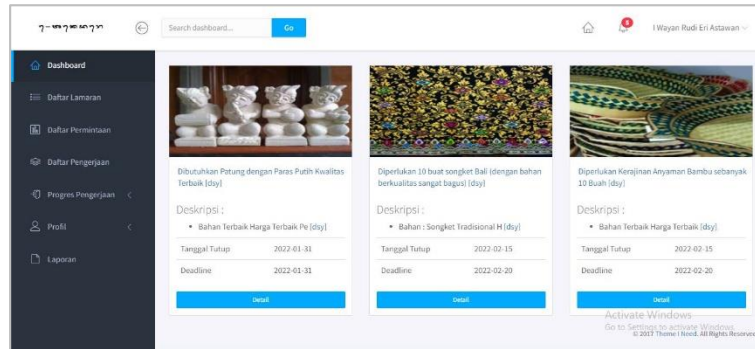 Search dashboard...
Go
I Wayan Rudi Eri Astawan
Dashboard
Daftar Lamaran
Daftar Permintaan
Daftar Pengerjaan
Progres Pengerjaan
Profil
Laporan
Dibutuhkan Patung dengan Paras Putih Kwalitas
Terbaik [dsy]
Deskripsi :
• Bahan Terbaik Harga Terbaik Pe [dsy]
Tanggal Tutup 2022-01-31
Deadline 2022-01-31
Detail
Diperlukan 10 buat songket Bali (dengan bahan
berkualitas sangat bagus) [dsy]
Deskripsi :
• Bahan : Songket Tradisional H [dsy]
Tanggal Tutup 2022-02-15
Deadline 2022-02-20
Detail
Diperlukan Kerajinan Anyaman Bambu sebanyak
10 Buah [dsy]
Deskripsi :
• Bahan Terbaik Harga Terbaik [dsy]
Tanggal Tutup 2022-02-15
Deadline 2022-02-20
Detail
Activate Windows
Go to Settings to activate Windows.
© 2017 Theme I Need. All Rights Reserved